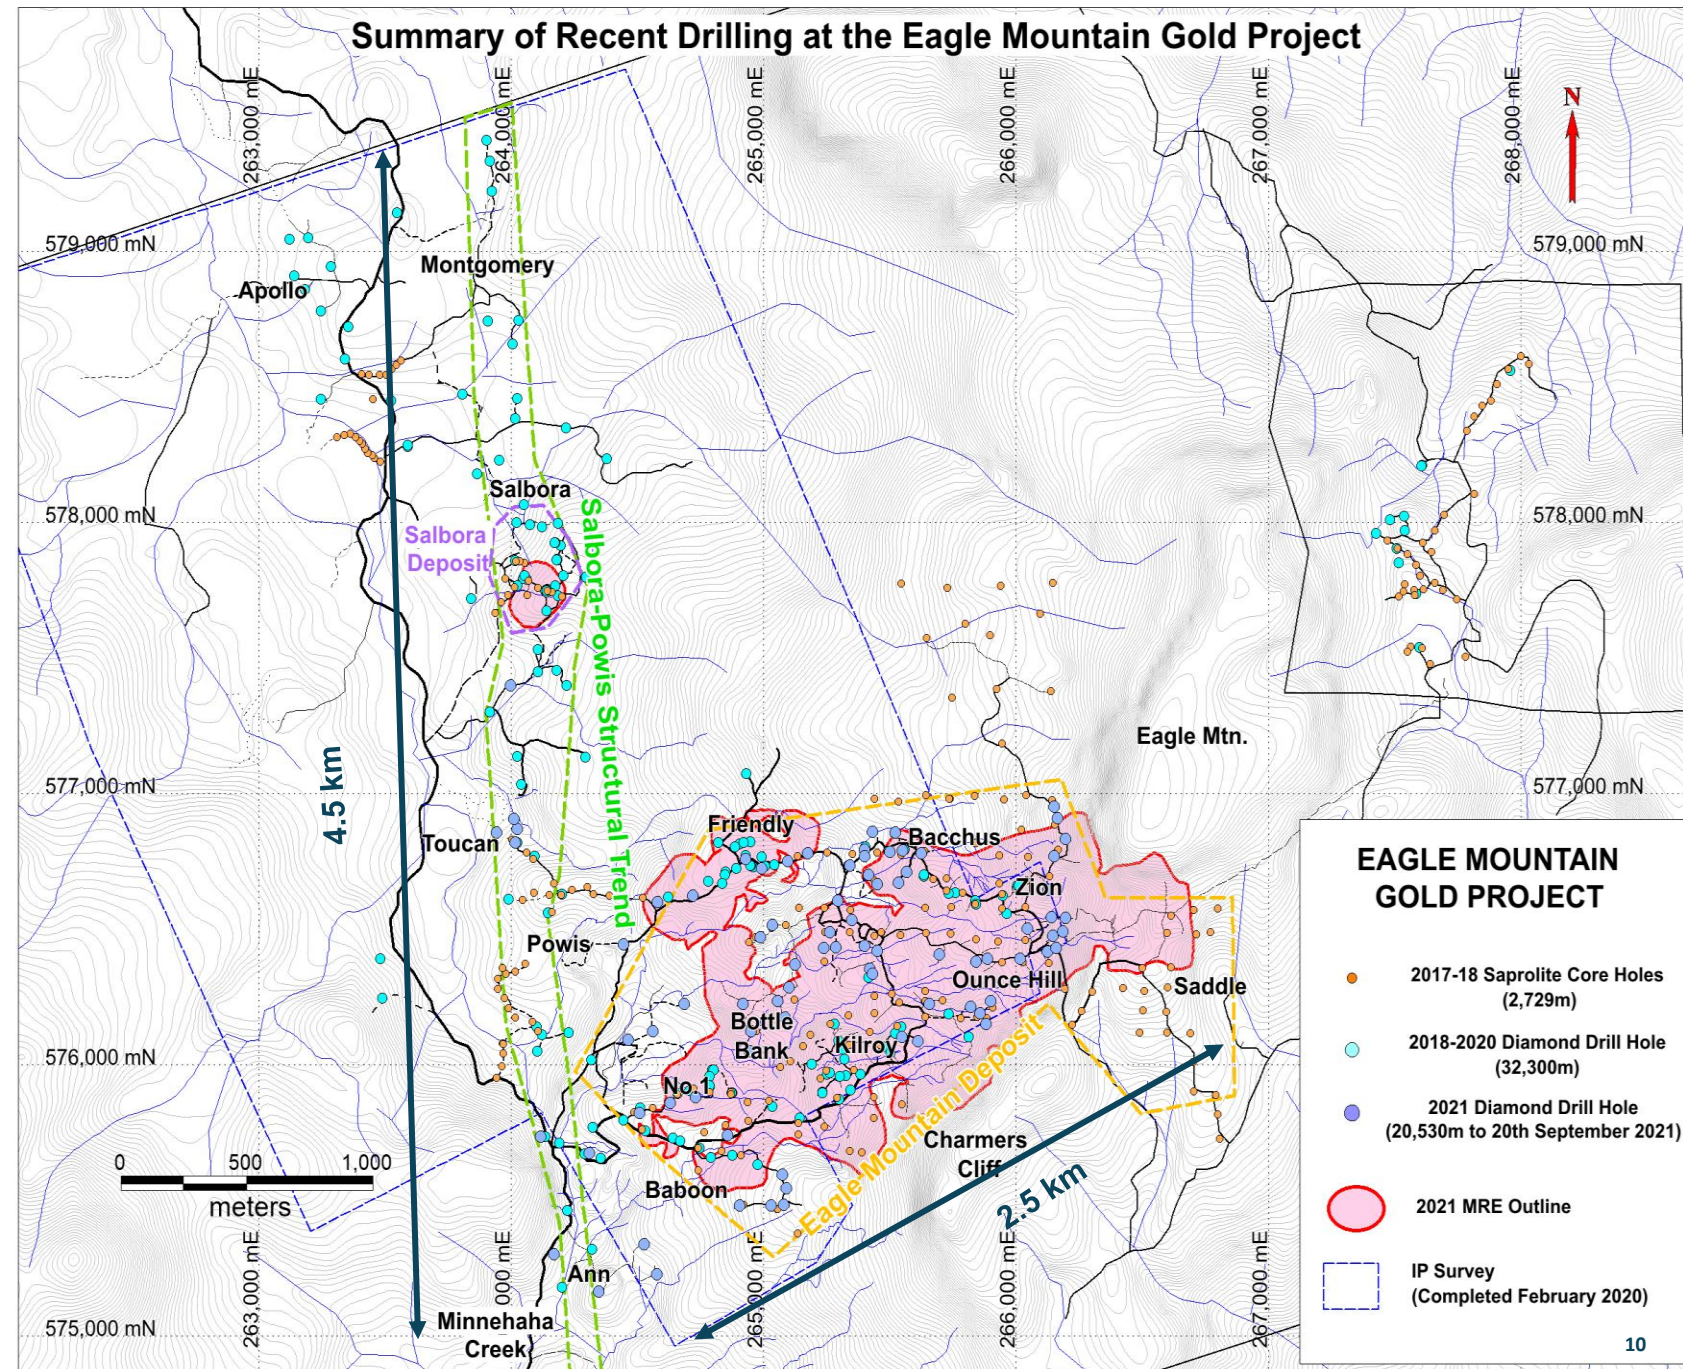 Summary of Recent Drilling at the Eagle Mountain Gold Project
263,000 mE
264,000 mE
265,000 mE
266,000 mE
267,000 mE
268,000 mE
N
579,000 mN
579,000 mN
Montgomery
Apollo
Salbora
Salbora
Deposit
578,000 mN
Salbora-Powis Structural Trend
Eagle Mtn.
577,000 mN
577,000 mN
4.5 km
Toucan
Friendly
Bacchus
Zion
Powis
Ounce Hill
Saddle
Bottle
Bank
Kilroy
576,000 mN
No.1
Eagle Mountain Deposit
Charmers
Cliff
2.5 km
Baboon
0 500 1,000
meters
Ann
Minnehaha
Creek
575,000 mN
263,000 mE
,000 mE
265,000 mE
266,000 mE
267,000 mE
EAGLE MOUNTAIN
GOLD PROJECT
2017-18 Saprolite Core Holes
(2,729m)
2018-2020 Diamond Drill Hole
(32,300m)
2021 Diamond Drill Hole
(20,530m to 20th September 2021)
2021 MRE Outline
IP Survey
(Completed February 2020)
10
578,000 mN